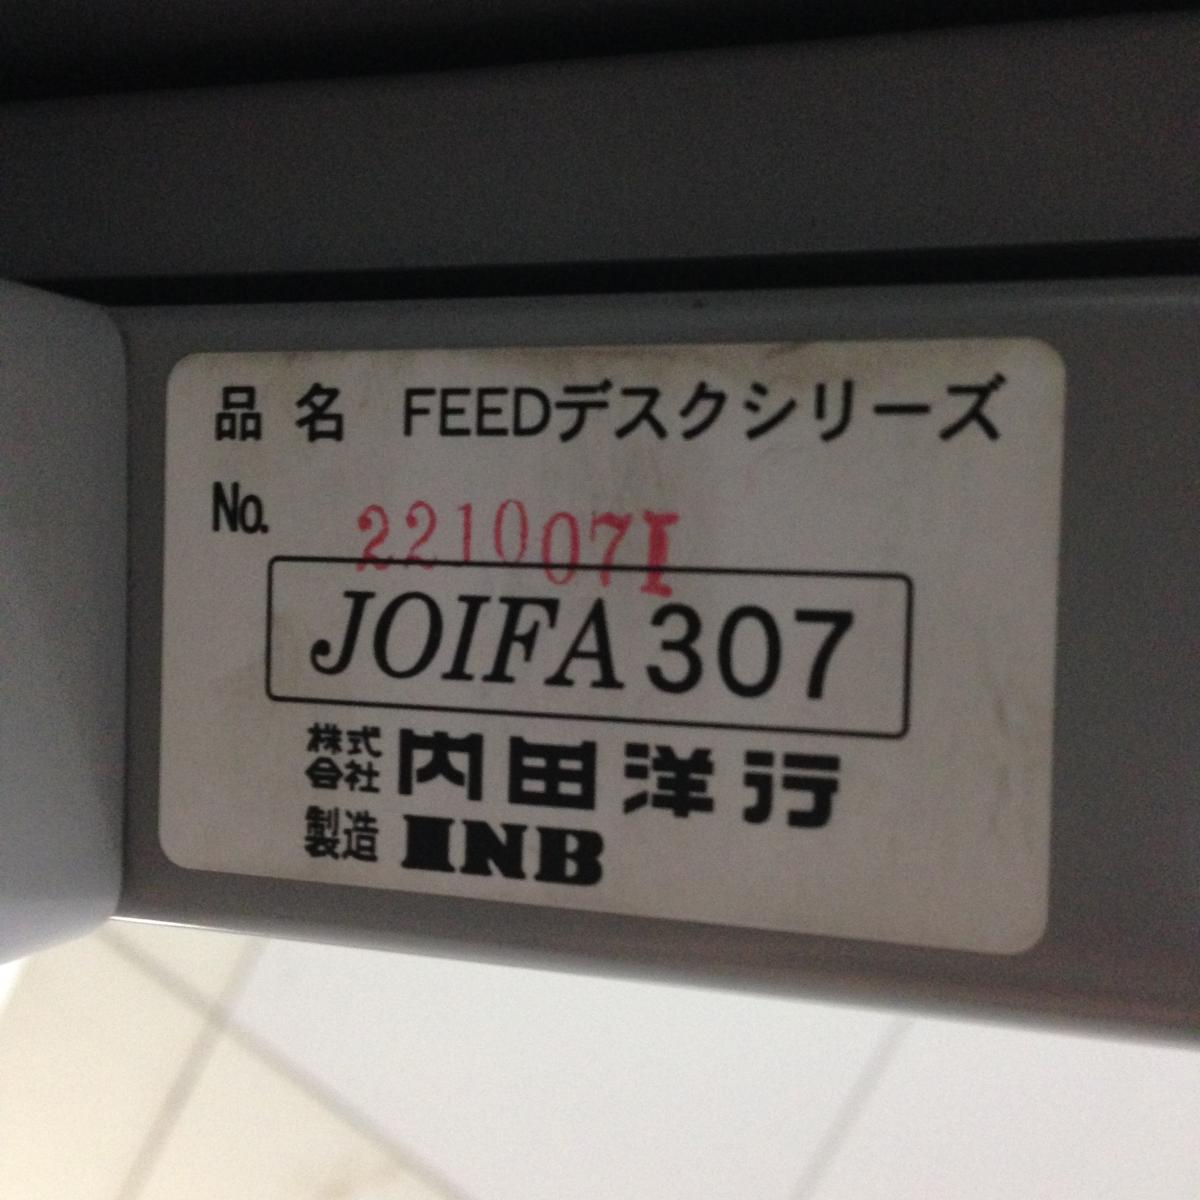 品名 FEEDデスクシリーズ
No. 221007I
JOIFA 307
株式会社 内田洋行
製造 INB